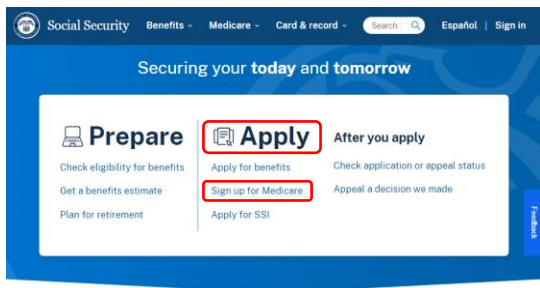 Social Security Benefits Medicare Card & record Search Español | Sign in
Securing your today and tomorrow
Prepare
Check eligibility for benefits
Get a benefits estimate
Plan for retirement
Apply
Apply for benefits
Sign up for Medicare
Apply for SSI
After you apply
Check application or appeal status
Appeal a decision we made
Feedback